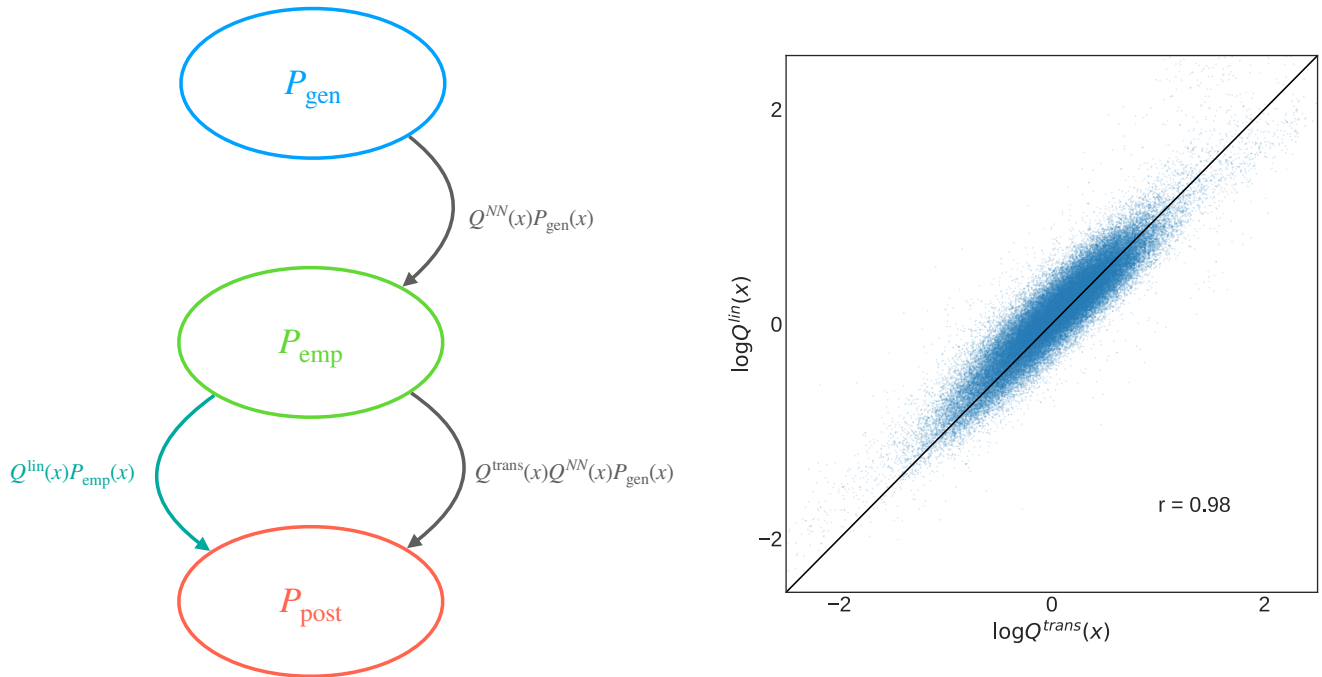 P_gen
Q^{NN}(x)P_gen(x)
P_emp
Q^{lin}(x)P_emp(x)
Q^{trans}(x)Q^{NN}(x)P_gen(x)
P_post
2
0
−2
logQ^{lin}(x)
r = 0.98
−2
0
2
logQ^{trans}(x)